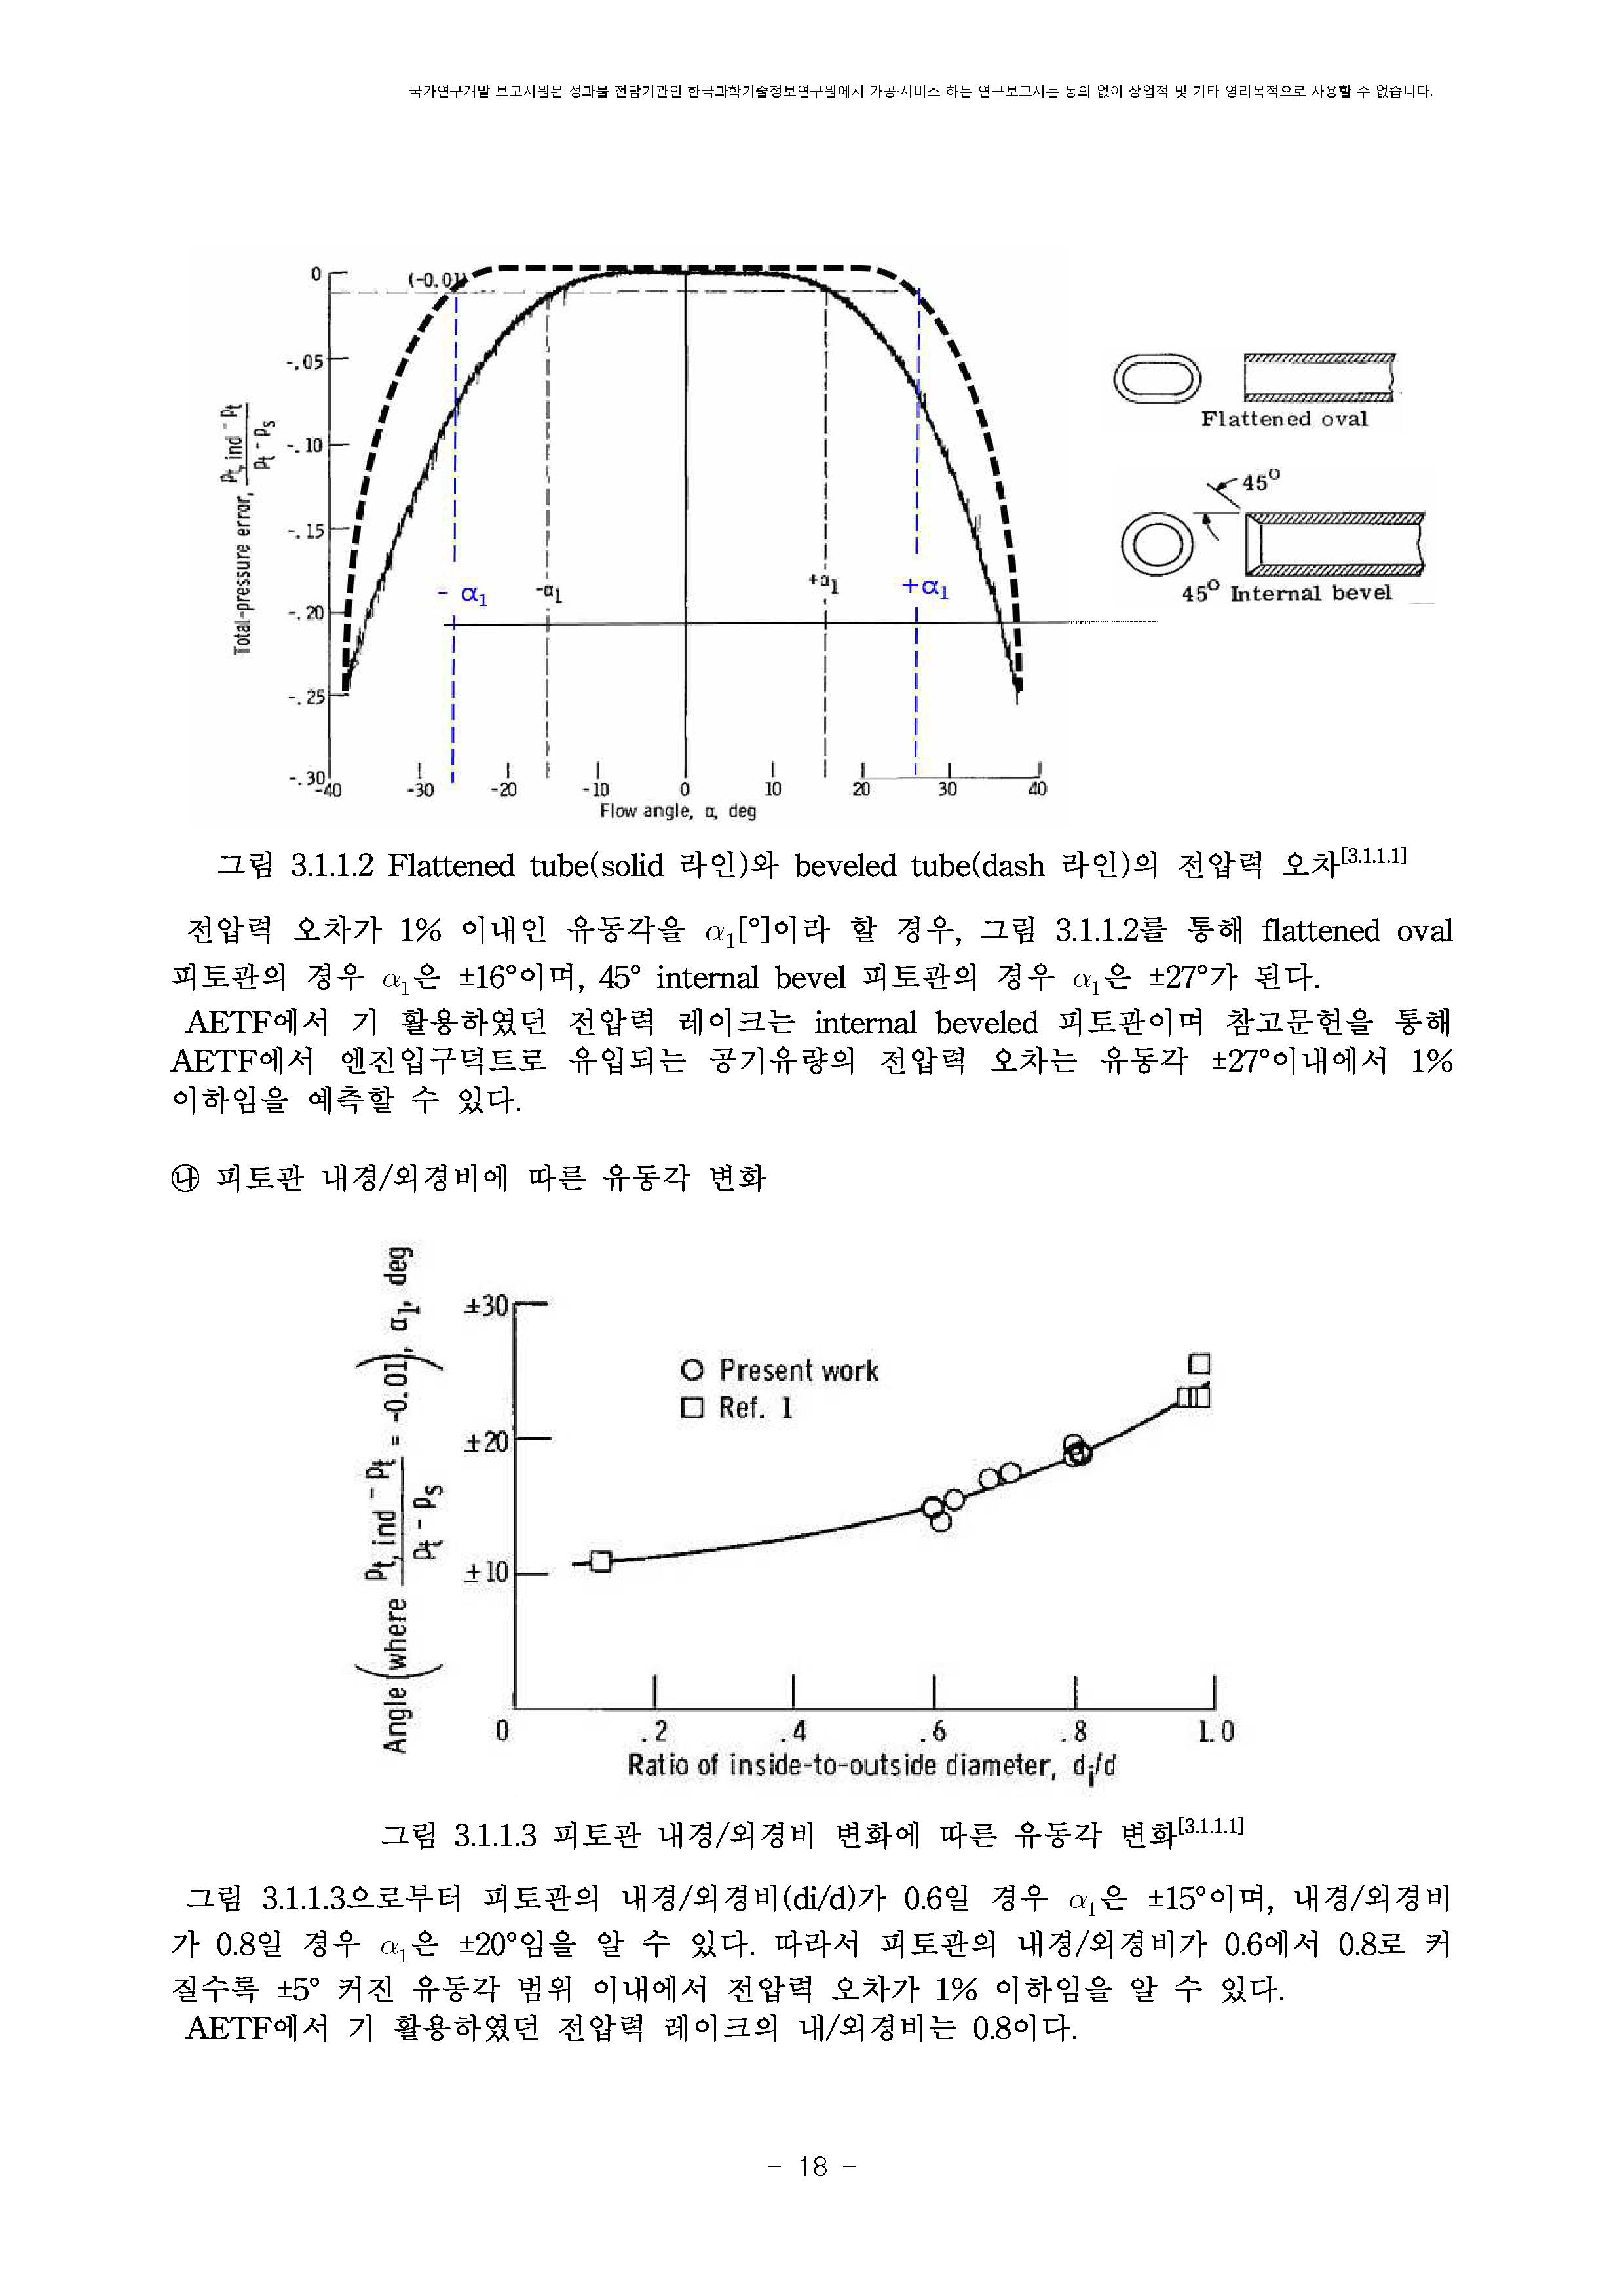 국가연구개발 보고서원문 성과물 전담기관인 한국과학기술정보연구원에서 가공·서비스 하는 연구보고서는 동의 없이 상업적 및 기타 영리목적으로 사용할 수 없습니다.
Total-pressure error, pt, ind - pt / pt - ps
0
-.05
-.10
-.15
-.20
-.25
-.30
(-0.01)
- α1
-α1
+α1
+α1
-40 -30 -20 -10 0 10 20 30 40
Flow angle, α, deg
Flattened oval
45°
45° Internal bevel
그림 3.1.1.2 Flattened tube(solid 라인)와 beveled tube(dash 라인)의 전압력 오차[3.1.1.1]
전압력 오차가 1% 이내인 유동각을 α1[°]이라 할 경우, 그림 3.1.1.2를 통해 flattened oval
피토관의 경우 α1은 ±16°이며, 45° internal bevel 피토관의 경우 α1은 ±27°가 된다.
AETF에서 기 활용하였던 전압력 레이크는 internal beveled 피토관이며 참고문헌을 통해
AETF에서 엔진입구덕트로 유입되는 공기유량의 전압력 오차는 유동각 ±27°이내에서 1%
이하임을 예측할 수 있다.
㉯ 피토관 내경/외경비에 따른 유동각 변화
Angle (where pt, ind - pt / pt - ps = -0.01), α1, deg
±30
±20
±10
○ Present work
□ Ref. 1
0 .2 .4 .6 .8 1.0
Ratio of inside-to-outside diameter, di/d
그림 3.1.1.3 피토관 내경/외경비 변화에 따른 유동각 변화[3.1.1.1]
그림 3.1.1.3으로부터 피토관의 내경/외경비(di/d)가 0.6일 경우 α1은 ±15°이며, 내경/외경비
가 0.8일 경우 α1은 ±20°임을 알 수 있다. 따라서 피토관의 내경/외경비가 0.6에서 0.8로 커
질수록 ±5° 커진 유동각 범위 이내에서 전압력 오차가 1% 이하임을 알 수 있다.
AETF에서 기 활용하였던 전압력 레이크의 내/외경비는 0.8이다.
- 18 -